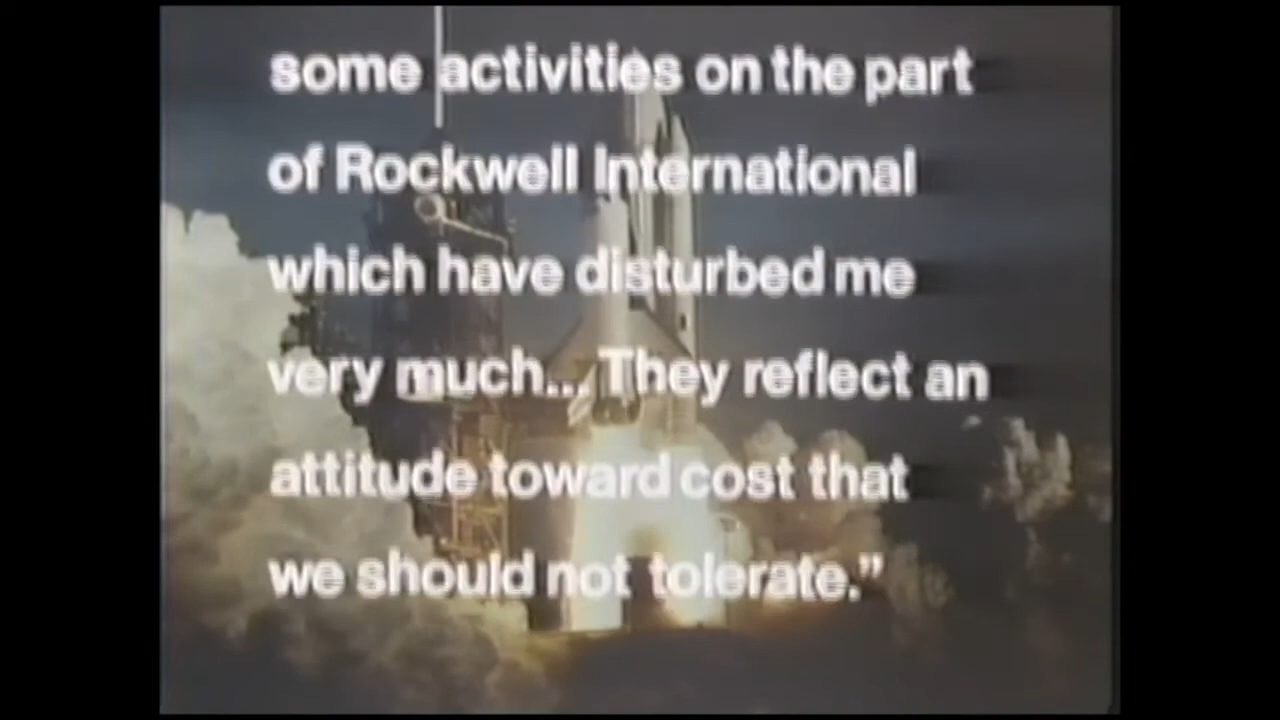 some activities on the part
of Rockwell International
which have disturbed me
very much... They reflect an
attitude toward cost that
we should not tolerate.”